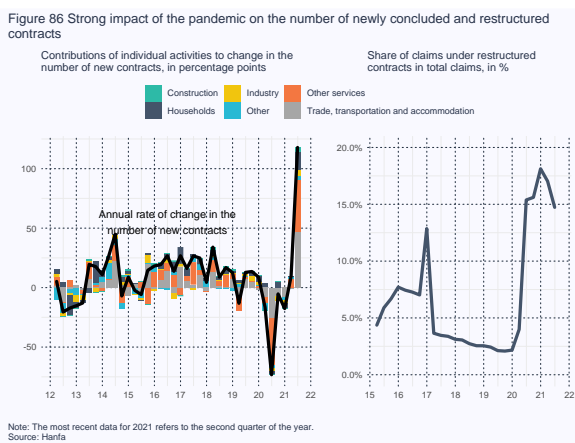 Figure 86 Strong impact of the pandemic on the number of newly concluded and restructured
contracts
Contributions of individual activities to change in the
number of new contracts, in percentage points
Share of claims under restructured
contracts in total claims, in %
Construction Industry Other services
Households Other Trade, transportation and accommodation
Annual rate of change in the
number of new contracts
100
50
0
-50
12 13 14 15 16 17 18 19 20 21 22
20.0%
15.0%
10.0%
5.0%
0.0%
15 16 17 18 19 20 21 22
Note: The most recent data for 2021 refers to the second quarter of the year.
Source: Hanfa